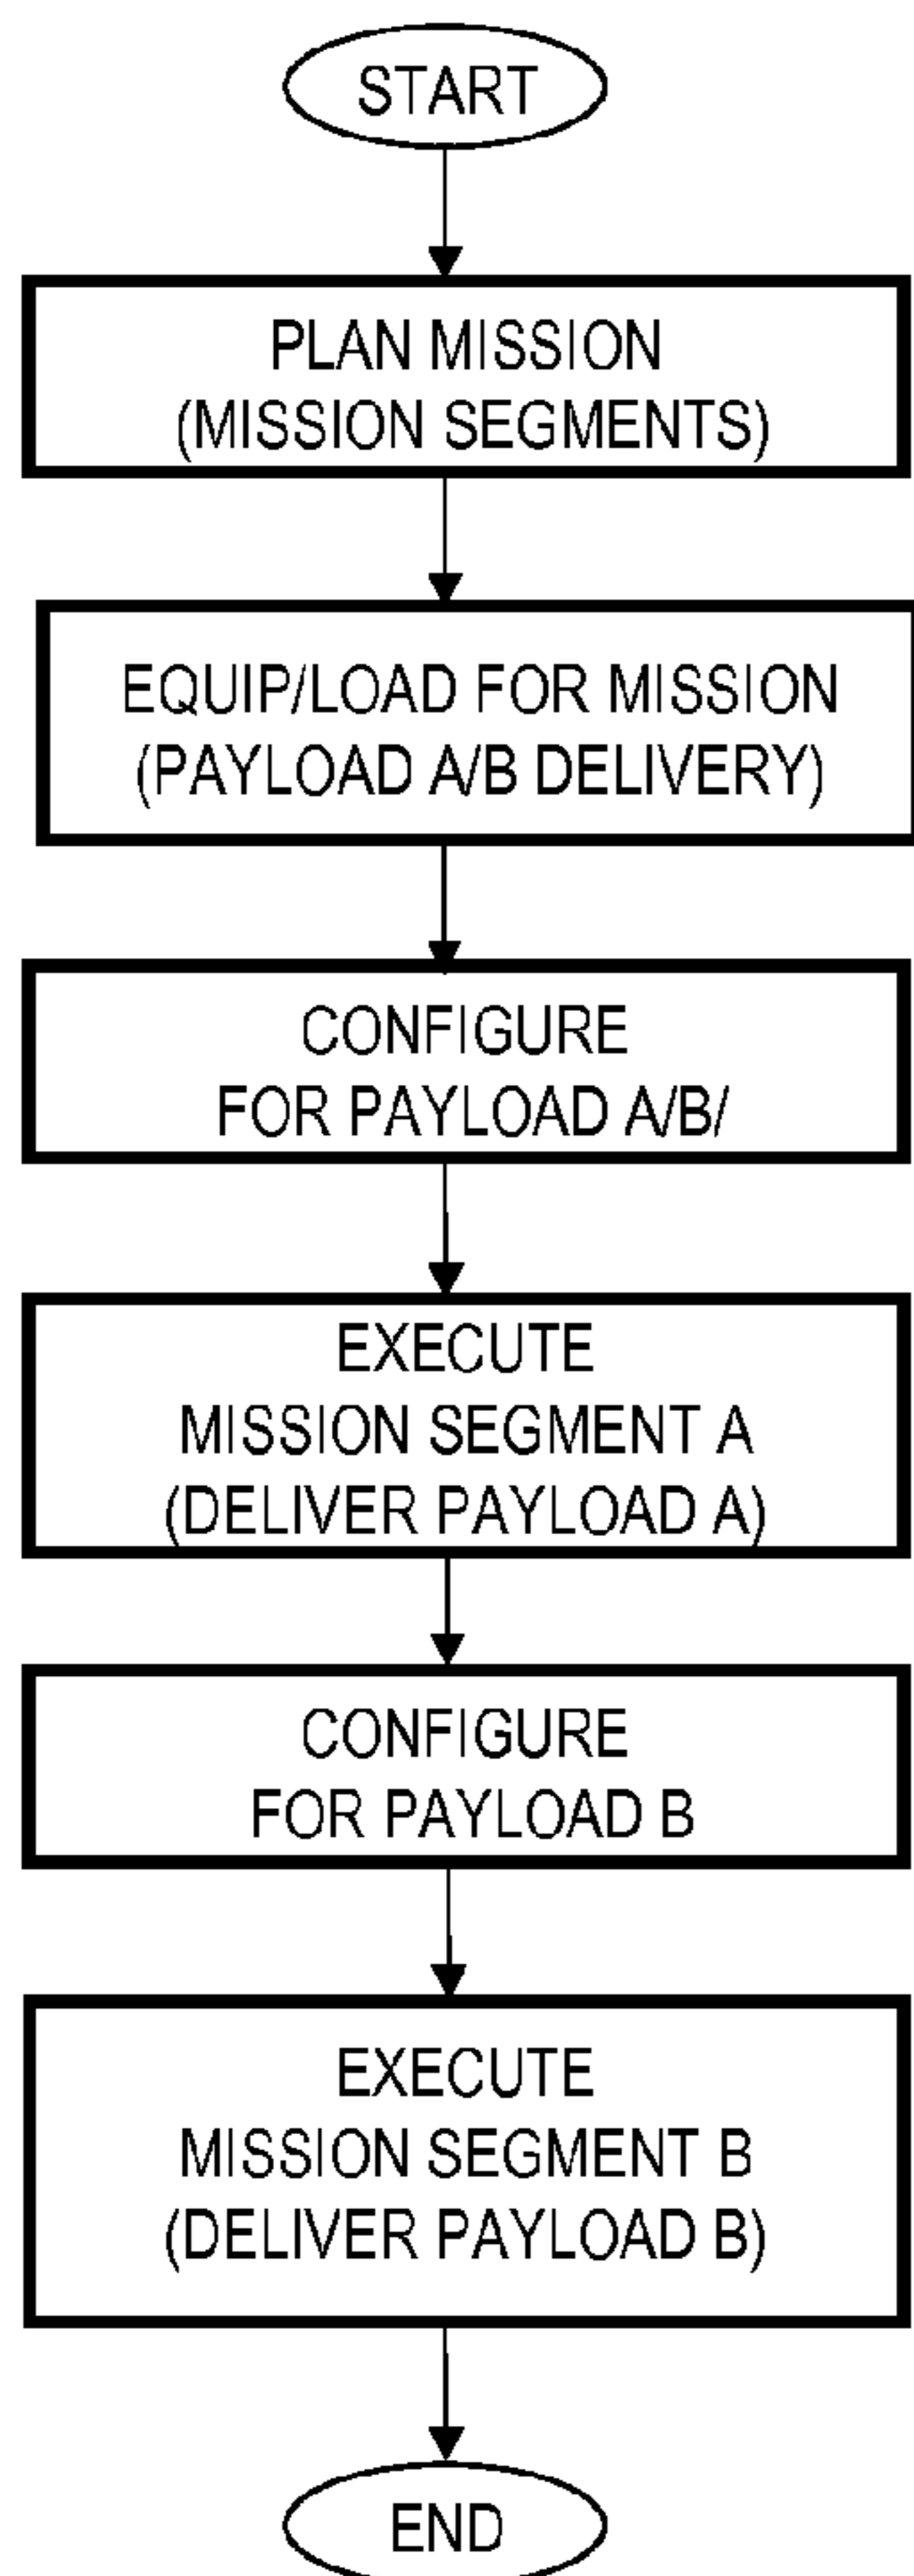 START
PLAN MISSION
(MISSION SEGMENTS)
EQUIP/LOAD FOR MISSION
(PAYLOAD A/B DELIVERY)
CONFIGURE
FOR PAYLOAD A/B/
EXECUTE
MISSION SEGMENT A
(DELIVER PAYLOAD A)
CONFIGURE
FOR PAYLOAD B
EXECUTE
MISSION SEGMENT B
(DELIVER PAYLOAD B)
END